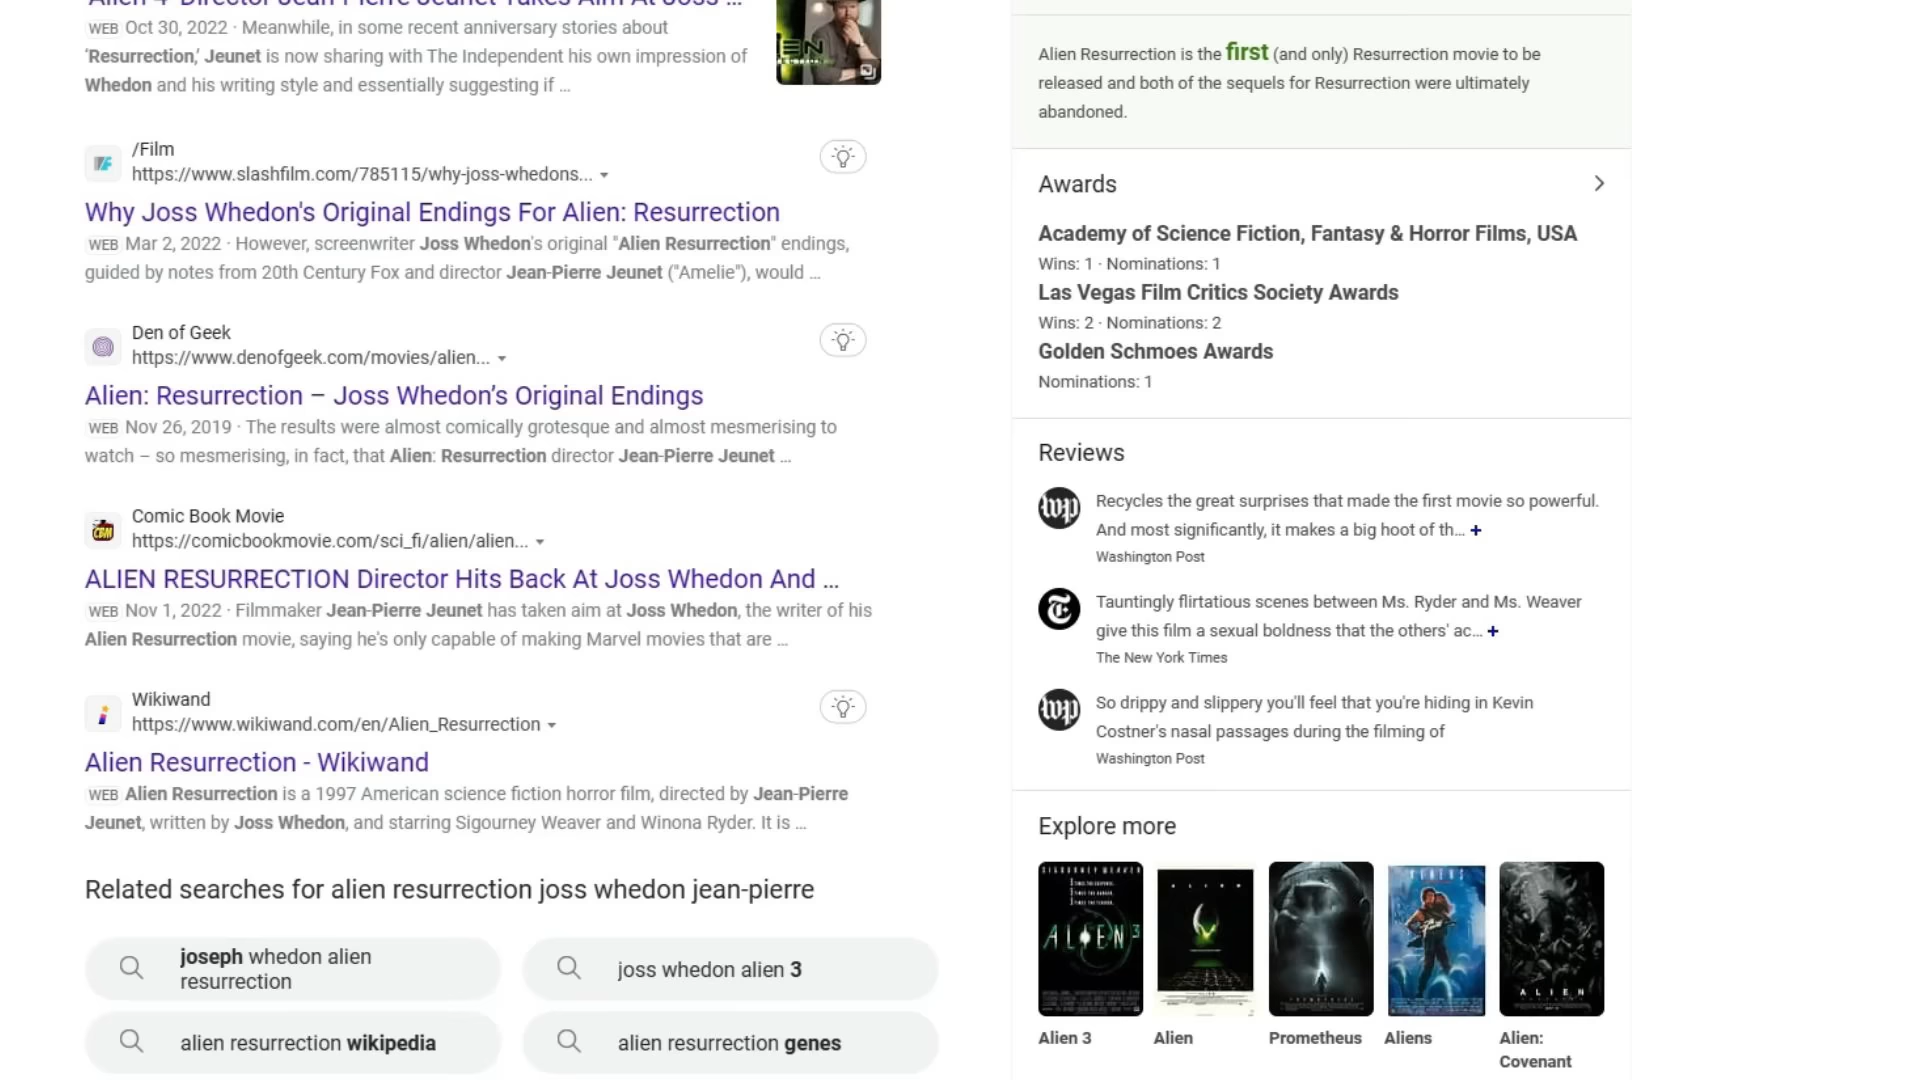 WEB Oct 30, 2022 · Meanwhile, in some recent anniversary stories about
‘Resurrection,’ Jeunet is now sharing with The Independent his own impression of
Whedon and his writing style and essentially suggesting if ...
/Film
https://www.slashfilm.com/785115/why-joss-whedons...
Why Joss Whedon's Original Endings For Alien: Resurrection
WEB Mar 2, 2022 · However, screenwriter Joss Whedon's original "Alien Resurrection" endings,
guided by notes from 20th Century Fox and director Jean-Pierre Jeunet ("Amelie"), would ...
Den of Geek
https://www.denofgeek.com/movies/alien...
Alien: Resurrection – Joss Whedon’s Original Endings
WEB Nov 26, 2019 · The results were almost comically grotesque and almost mesmerising to
watch – so mesmerising, in fact, that Alien: Resurrection director Jean-Pierre Jeunet ...
CBM
Comic Book Movie
https://comicbookmovie.com/sci_fi/alien/alien...
ALIEN RESURRECTION Director Hits Back At Joss Whedon And ...
WEB Nov 1, 2022 · Filmmaker Jean-Pierre Jeunet has taken aim at Joss Whedon, the writer of his
Alien Resurrection movie, saying he's only capable of making Marvel movies that are ...
Wikiwand
https://www.wikiwand.com/en/Alien_Resurrection
Alien Resurrection - Wikiwand
WEB Alien Resurrection is a 1997 American science fiction horror film, directed by Jean-Pierre
Jeunet, written by Joss Whedon, and starring Sigourney Weaver and Winona Ryder. It is ...
Related searches for alien resurrection joss whedon jean-pierre
joseph whedon alien
resurrection
joss whedon alien 3
alien resurrection wikipedia
alien resurrection genes
Alien Resurrection is the first (and only) Resurrection movie to be
released and both of the sequels for Resurrection were ultimately
abandoned.
Awards
Academy of Science Fiction, Fantasy & Horror Films, USA
Wins: 1 · Nominations: 1
Las Vegas Film Critics Society Awards
Wins: 2 · Nominations: 2
Golden Schmoes Awards
Nominations: 1
Reviews
wp
Recycles the great surprises that made the first movie so powerful.
And most significantly, it makes a big hoot of th... +
Washington Post
T
Tauntingly flirtatious scenes between Ms. Ryder and Ms. Weaver
give this film a sexual boldness that the others' ac... +
The New York Times
wp
So drippy and slippery you'll feel that you're hiding in Kevin
Costner's nasal passages during the filming of
Washington Post
Explore more
SIGOURNEY WEAVER
ALIEN 3
ALIEN
PROMETHEUS
ALIENS
ALIEN
Alien 3
Alien
Prometheus
Aliens
Alien:
Covenant